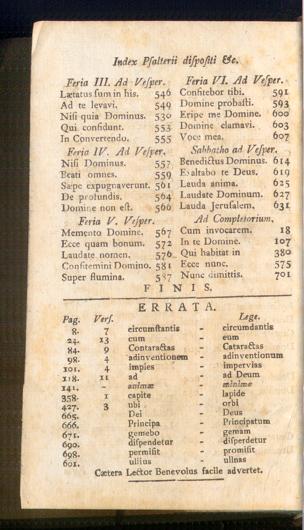 Index Psalterii dispositi &c.
Feria III. Ad Vesper.
Lætatus sum in his. 546
Ad te levavi. 549
Nisi quia Dominus. 530
Qui confidunt. 553
In Convertendo. 555
Feria IV. Ad Vesper.
Nisi Dominus. 557
Beati omnes. 559
Sæpe expugnaverunt. 561
De profundis. 564
Domine non est. 566
Feria V. Vesper.
Memento Domine. 567
Ecce quam bonum. 572
Laudate nomen. 576
Confitemini Domino. 581
Super flumina. 587
Feria VI. Ad Vesper.
Confitebor tibi. 591
Domine probasti. 593
Eripe me Domine. 600
Domine clamavi. 603
Voce mea. 607
Sabbatho ad Vesper.
Benedictus Dominus. 614
Exaltabo te Deus. 619
Lauda anima. 625
Laudate Dominum. 627
Lauda Jerusalem. 631
Ad Completorium.
Cum invocarem. 18
In te Domine. 107
Qui habitat in 380
Ecce nunc. 575
Nunc dimittis. 701
FINIS.
ERRATA.
Pag. Vers. Lege.
8. 7 circumstantis - circumdantis
24. 13 cum - eum
84. 9 Contaractas - Cataractas
98. 4 adinventionem - adinventionum
101. 4 impies - impervias
118. 11 ad - ad Deum
141. - animæ - minimæ
358. 1 capite - lapide
427. 3 ubi - orbi
665. Dei - Deus
666. Principa - Principatum
671. gemebo - gemam
690. dispendetur - disperdetur
698. permisit - promisit
601. ullius - ullnas
Cætera Lector Benevolus facile advertet.